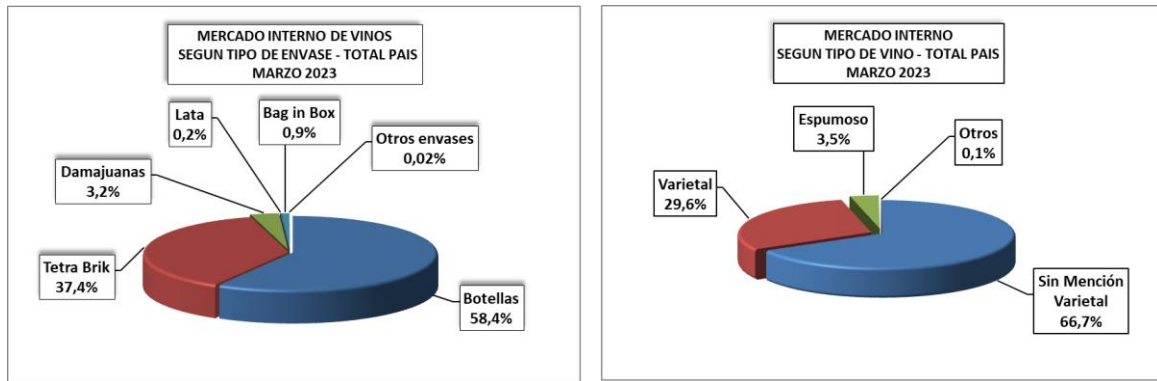 MERCADO INTERNO DE VINOS
SEGUN TIPO DE ENVASE - TOTAL PAIS
MARZO 2023
Lata
0,2%
Bag in Box
0,9%
Otros envases
0,02%
Damajuanas
3,2%
Tetra Brik
37,4%
Botellas
58,4%
MERCADO INTERNO
SEGUN TIPO DE VINO - TOTAL PAIS
MARZO 2023
Espumoso
3,5%
Otros
0,1%
Varietal
29,6%
Sin Mención
Varietal
66,7%